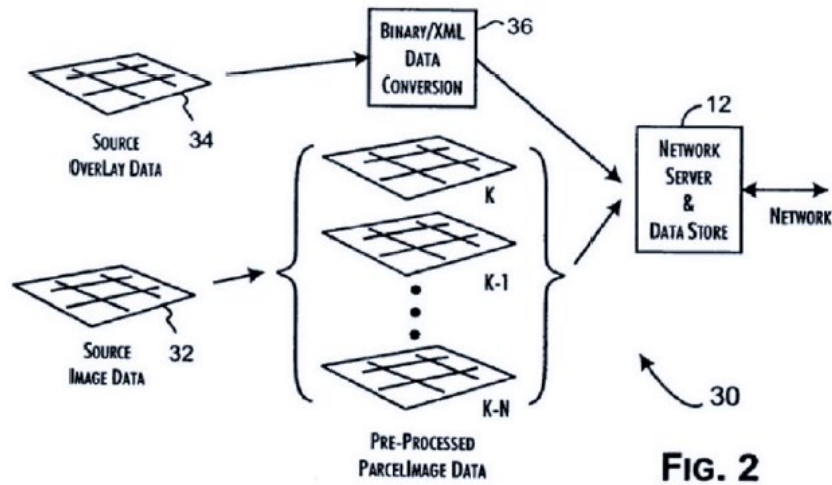 BINARY/XML
DATA
CONVERSION
36
34
SOURCE
OVERLAY DATA
12
NETWORK
SERVER
&
DATA STORE
NETWORK
K
K-1
32
SOURCE
IMAGE DATA
K-N
PRE-PROCESSED
PARCELIMAGE DATA
30
FIG. 2